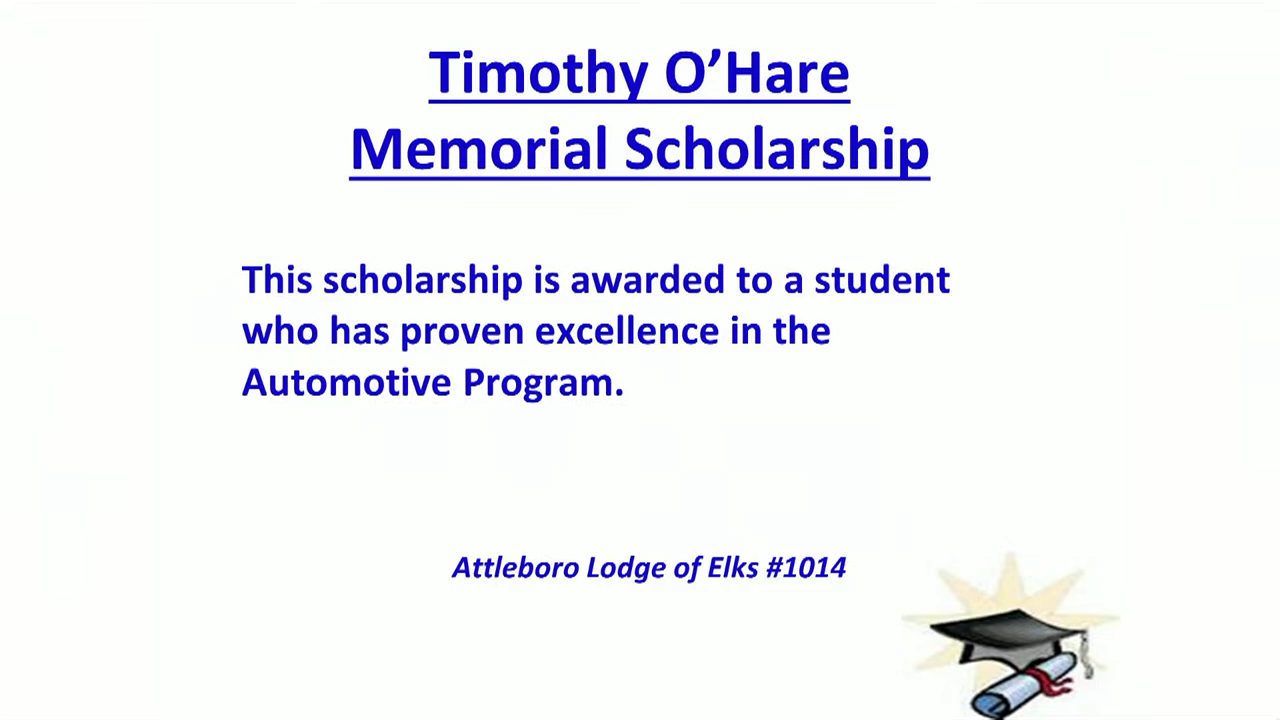 Timothy O’Hare
Memorial Scholarship
This scholarship is awarded to a student
who has proven excellence in the
Automotive Program.
Attleboro Lodge of Elks #1014